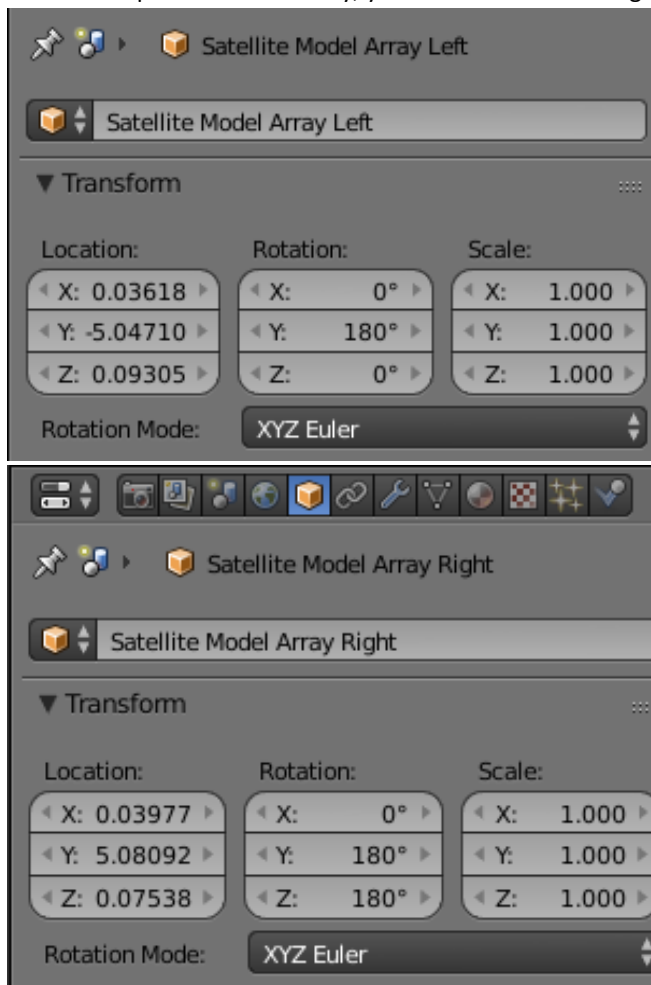 Satellite Model Array Left
Satellite Model Array Left
Transform
Location: Rotation: Scale:
X: 0.03618 X: 0° X: 1.000
Y: -5.04710 Y: 180° Y: 1.000
Z: 0.09305 Z: 0° Z: 1.000
Rotation Mode: XYZ Euler
Satellite Model Array Right
Satellite Model Array Right
Transform
Location: Rotation: Scale:
X: 0.03977 X: 0° X: 1.000
Y: 5.08092 Y: 180° Y: 1.000
Z: 0.07538 Z: 180° Z: 1.000
Rotation Mode: XYZ Euler